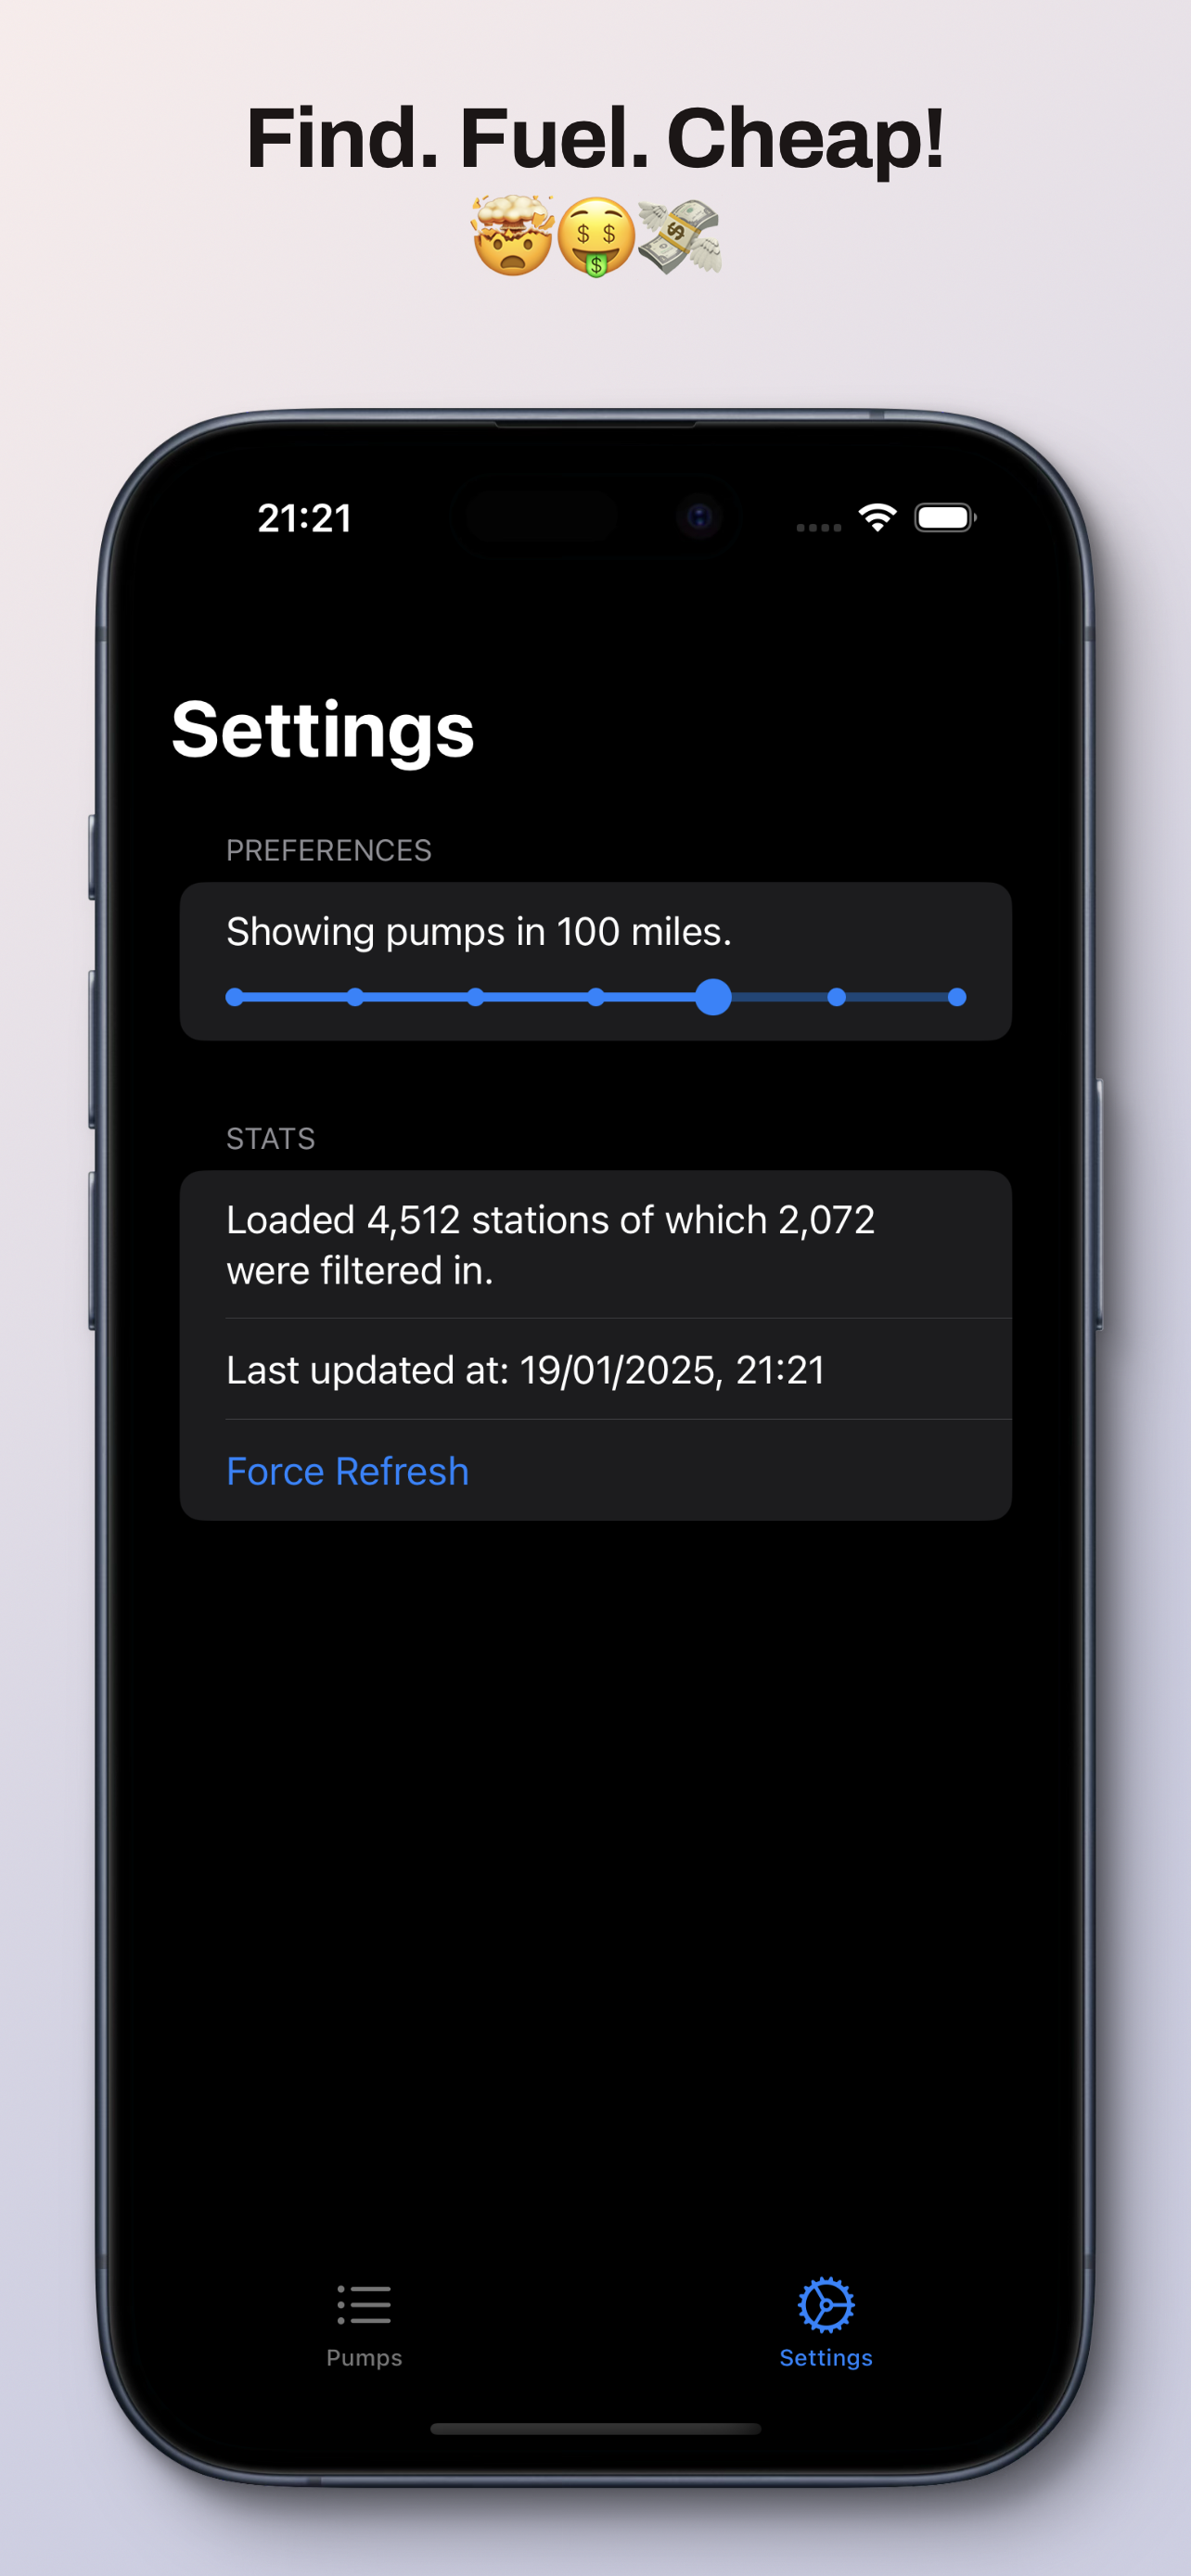 Find. Fuel. Cheap!
🤯🤑💸
21:21
Settings
PREFERENCES
Showing pumps in 100 miles.
STATS
Loaded 4,512 stations of which 2,072
were filtered in.
Last updated at: 19/01/2025, 21:21
Force Refresh
Pumps
Settings